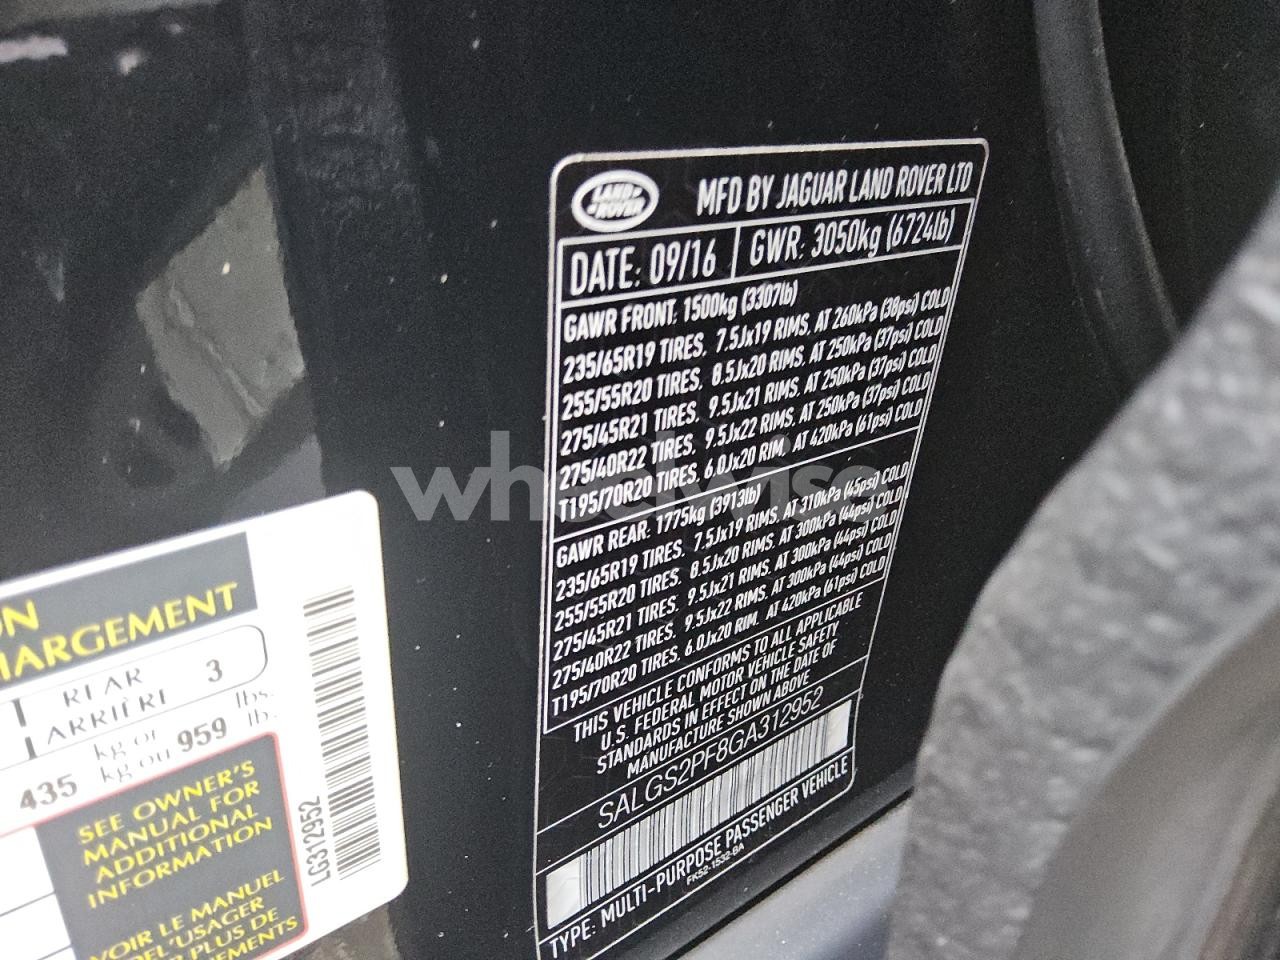 LAND
ROVER
MFD BY JAGUAR LAND ROVER LTD
DATE: 09/16 GWR: 3050kg (6724lb)
GAWR FRONT: 1500kg (3307lb)
235/65R19 TIRES, 7.5Jx19 RIMS, AT 260kPa (38psi) COLD
255/55R20 TIRES, 8.5Jx20 RIMS, AT 250kPa (37psi) COLD
275/45R21 TIRES, 9.5Jx21 RIMS, AT 250kPa (37psi) COLD
275/40R22 TIRES, 9.5Jx22 RIMS, AT 250kPa (37psi) COLD
T195/70R20 TIRES, 6.0Jx20 RIM, AT 420kPa (61psi) COLD
GAWR REAR: 1775kg (3913lb)
235/65R19 TIRES, 7.5Jx19 RIMS, AT 310kPa (45psi) COLD
255/55R20 TIRES, 8.5Jx20 RIMS, AT 300kPa (44psi) COLD
275/45R21 TIRES, 9.5Jx21 RIMS, AT 300kPa (44psi) COLD
275/40R22 TIRES, 9.5Jx22 RIMS, AT 300kPa (44psi) COLD
T195/70R20 TIRES, 6.0Jx20 RIM, AT 420kPa (61psi) COLD
THIS VEHICLE CONFORMS TO ALL APPLICABLE
U.S. FEDERAL MOTOR VEHICLE SAFETY
STANDARDS IN EFFECT ON THE DATE OF
MANUFACTURE SHOWN ABOVE
SALGS2PF8GA312952
TYPE: MULTI-PURPOSE PASSENGER VEHICLE
FK52-1532-BA
wheelwise
ON
HARGEMENT
REAR 3
ARRIÈRE
435 kg or 959 lbs.
kg ou lb.
SEE OWNER'S
MANUAL FOR
ADDITIONAL
INFORMATION
VOIR LE MANUEL
DE L'USAGER
R PLUS DE
EMENTS
LG312952